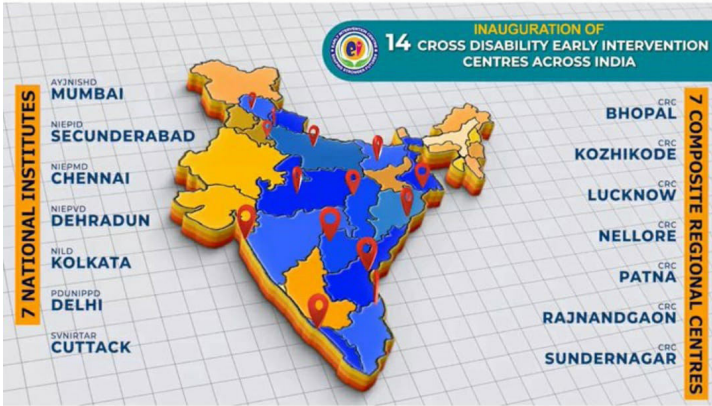 INAUGURATION OF
14 CROSS DISABILITY EARLY INTERVENTION
CENTRES ACROSS INDIA
7 NATIONAL INSTITUTES
AYJNISHD
MUMBAI
NIEPID
SECUNDERABAD
NIEPMD
CHENNAI
NIEPVD
DEHRADUN
NILD
KOLKATA
PDUNIPPD
DELHI
SVNIRTAR
CUTTACK
7 COMPOSITE REGIONAL CENTRES
CRC
BHOPAL
CRC
KOZHIKODE
CRC
LUCKNOW
CRC
NELLORE
CRC
PATNA
CRC
RAJNANDGAON
CRC
SUNDERNAGAR